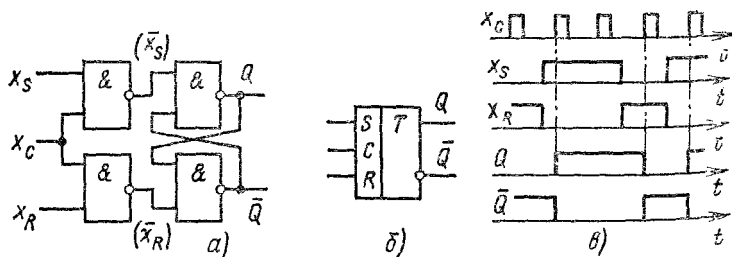 (x̄_S)
x_S
&
&
Q
x_C
&
&
x_R
(x̄_R)
а)
Q̄
S
T
Q
C
R
Q̄
б)
x_C
x_S
t
x_R
t
Q
t
Q̄
t
в)